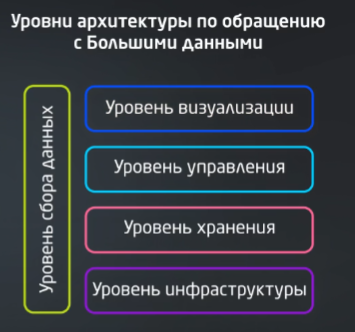 Уровни архитектуры по обращению
с Большими данными
Уровень сбора данных
Уровень визуализации
Уровень управления
Уровень хранения
Уровень инфраструктуры